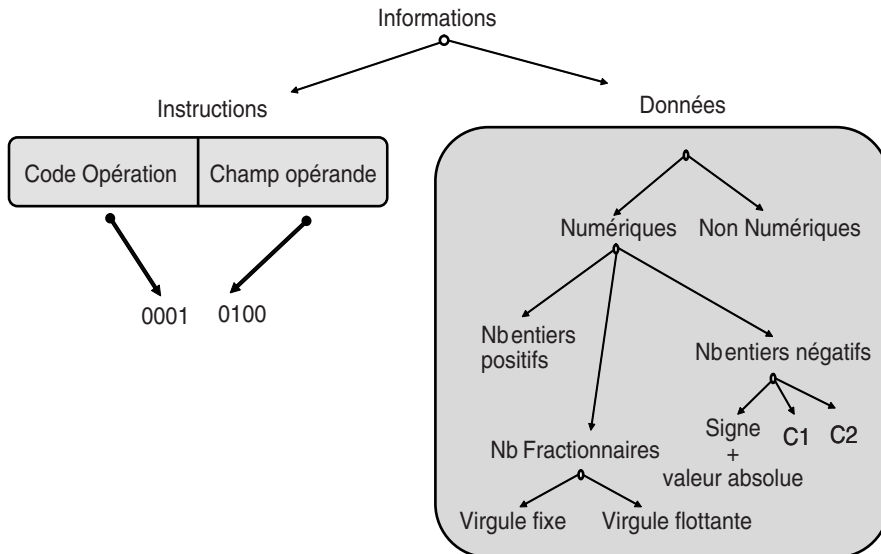 Informations
Instructions
Données
Code Opération
Champ opérande
Numériques
Non Numériques
0001
0100
Nb entiers
positifs
Nb entiers négatifs
Signe
+
valeur absolue
C1
C2
Nb Fractionnaires
Virgule fixe
Virgule flottante